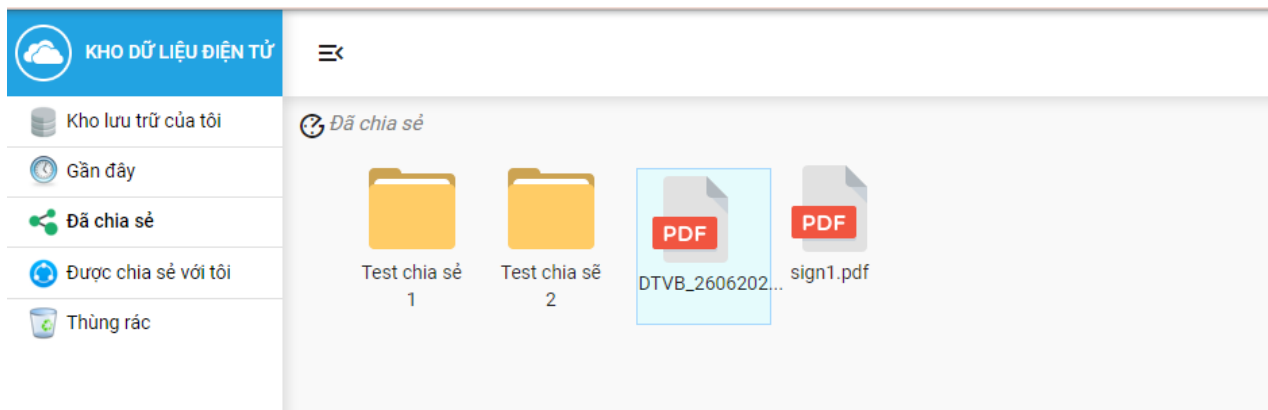 KHO DỮ LIỆU ĐIỆN TỬ
Kho lưu trữ của tôi
Gần đây
Đã chia sẻ
Được chia sẻ với tôi
Thùng rác
Đã chia sẻ
Test chia sẻ
1
Test chia sẽ
2
PDF
DTVB_2606202...
PDF
sign1.pdf